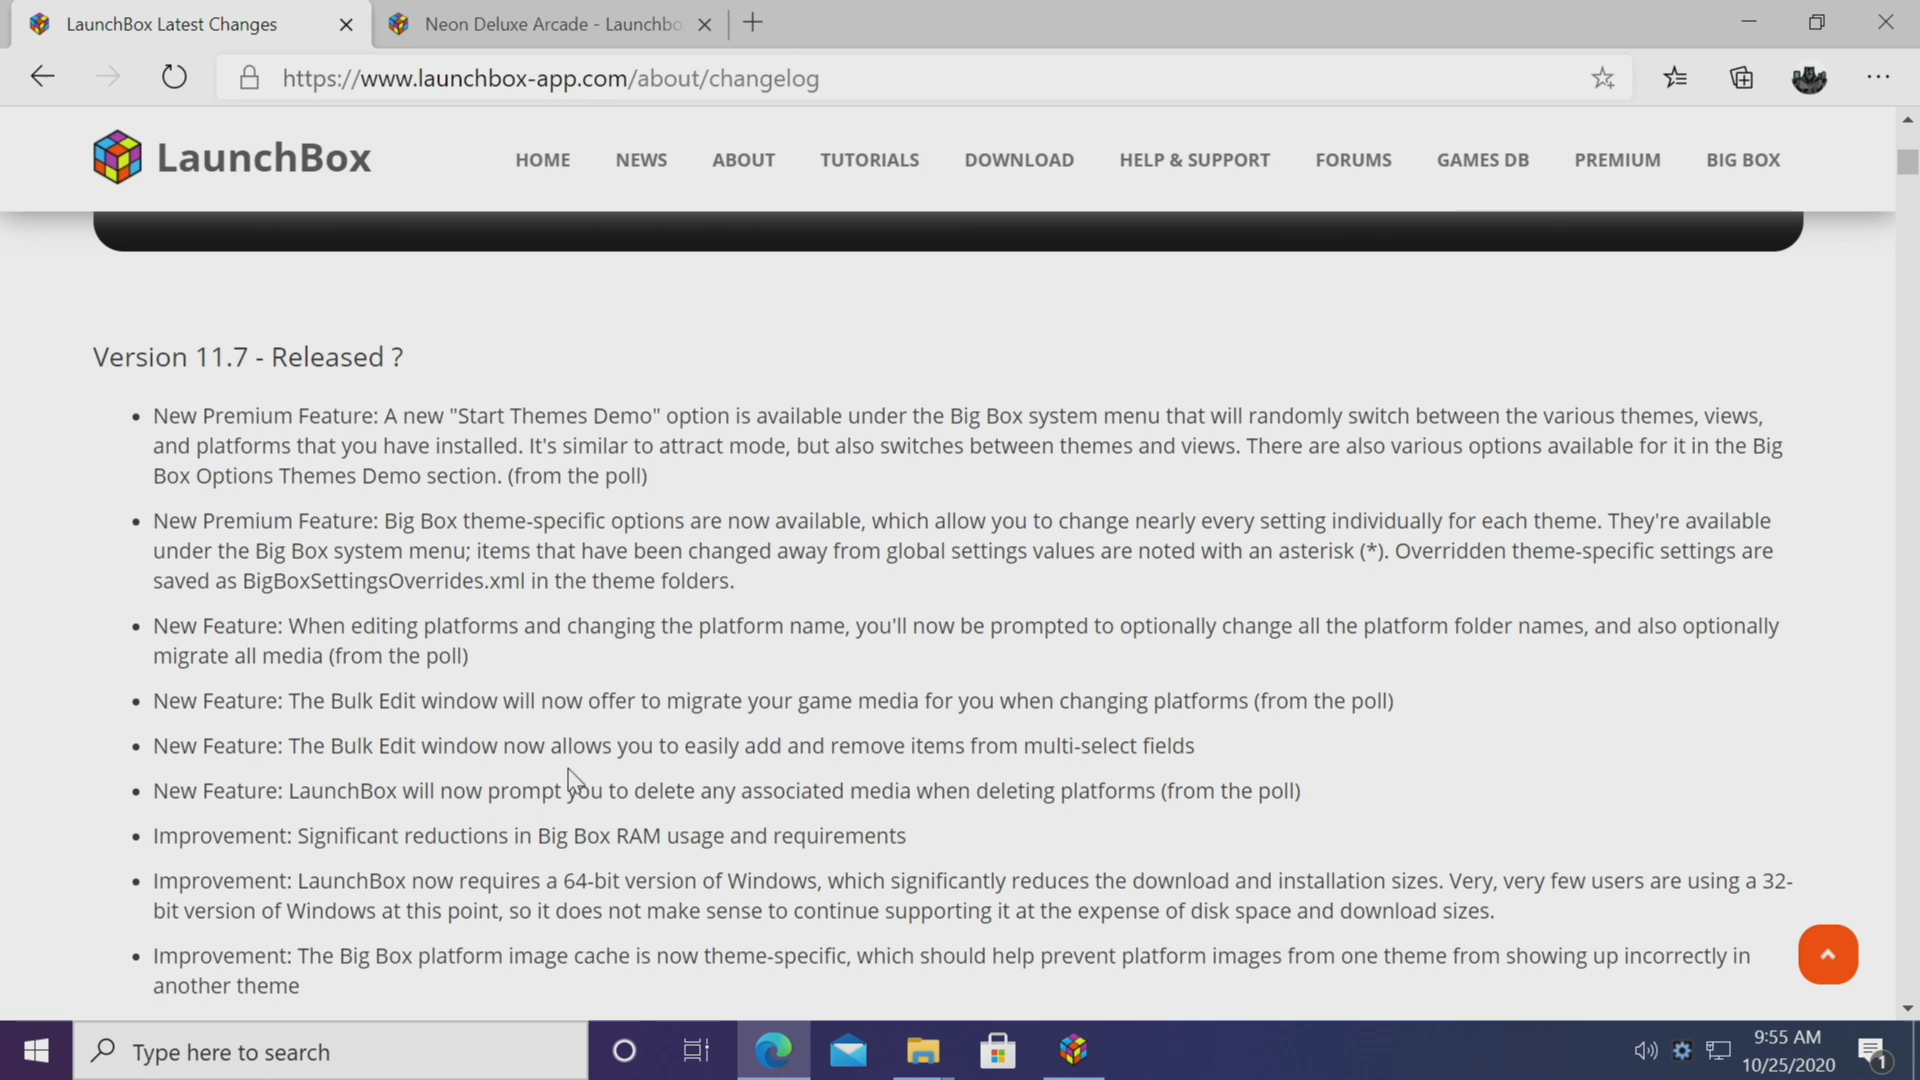 LaunchBox Latest Changes
Neon Deluxe Arcade - Launchbo
https://www.launchbox-app.com/about/changelog
LaunchBox
HOME NEWS ABOUT TUTORIALS DOWNLOAD HELP & SUPPORT FORUMS GAMES DB PREMIUM BIG BOX
Version 11.7 - Released ?
• New Premium Feature: A new "Start Themes Demo" option is available under the Big Box system menu that will randomly switch between the various themes, views,
and platforms that you have installed. It's similar to attract mode, but also switches between themes and views. There are also various options available for it in the Big
Box Options Themes Demo section. (from the poll)
• New Premium Feature: Big Box theme-specific options are now available, which allow you to change nearly every setting individually for each theme. They're available
under the Big Box system menu; items that have been changed away from global settings values are noted with an asterisk (*). Overridden theme-specific settings are
saved as BigBoxSettingsOverrides.xml in the theme folders.
• New Feature: When editing platforms and changing the platform name, you'll now be prompted to optionally change all the platform folder names, and also optionally
migrate all media (from the poll)
• New Feature: The Bulk Edit window will now offer to migrate your game media for you when changing platforms (from the poll)
• New Feature: The Bulk Edit window now allows you to easily add and remove items from multi-select fields
• New Feature: LaunchBox will now prompt you to delete any associated media when deleting platforms (from the poll)
• Improvement: Significant reductions in Big Box RAM usage and requirements
• Improvement: LaunchBox now requires a 64-bit version of Windows, which significantly reduces the download and installation sizes. Very, very few users are using a 32-
bit version of Windows at this point, so it does not make sense to continue supporting it at the expense of disk space and download sizes.
• Improvement: The Big Box platform image cache is now theme-specific, which should help prevent platform images from one theme from showing up incorrectly in
another theme
Type here to search
9:55 AM
10/25/2020
1